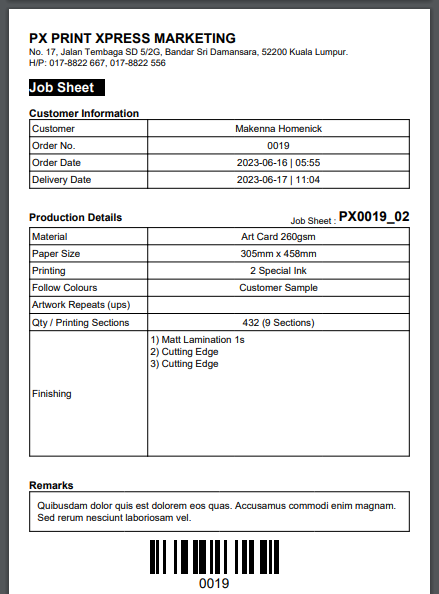 PX PRINT XPRESS MARKETING
No. 17, Jalan Tembaga SD 5/2G, Bandar Sri Damansara, 52200 Kuala Lumpur.
H/P: 017-8822 667, 017-8822 556
Job Sheet
Customer Information
Customer Makenna Homenick
Order No. 0019
Order Date 2023-06-16 | 05:55
Delivery Date 2023-06-17 | 11:04
Production Details Job Sheet : PX0019_02
Material Art Card 260gsm
Paper Size 305mm x 458mm
Printing 2 Special Ink
Follow Colours Customer Sample
Artwork Repeats (ups)
Qty / Printing Sections 432 (9 Sections)
1) Matt Lamination 1s
2) Cutting Edge
3) Cutting Edge
Finishing
Remarks
Quibusdam dolor quis est dolorem eos quas. Accusamus commodi enim magnam.
Sed rerum nesciunt laboriosam vel.
0019